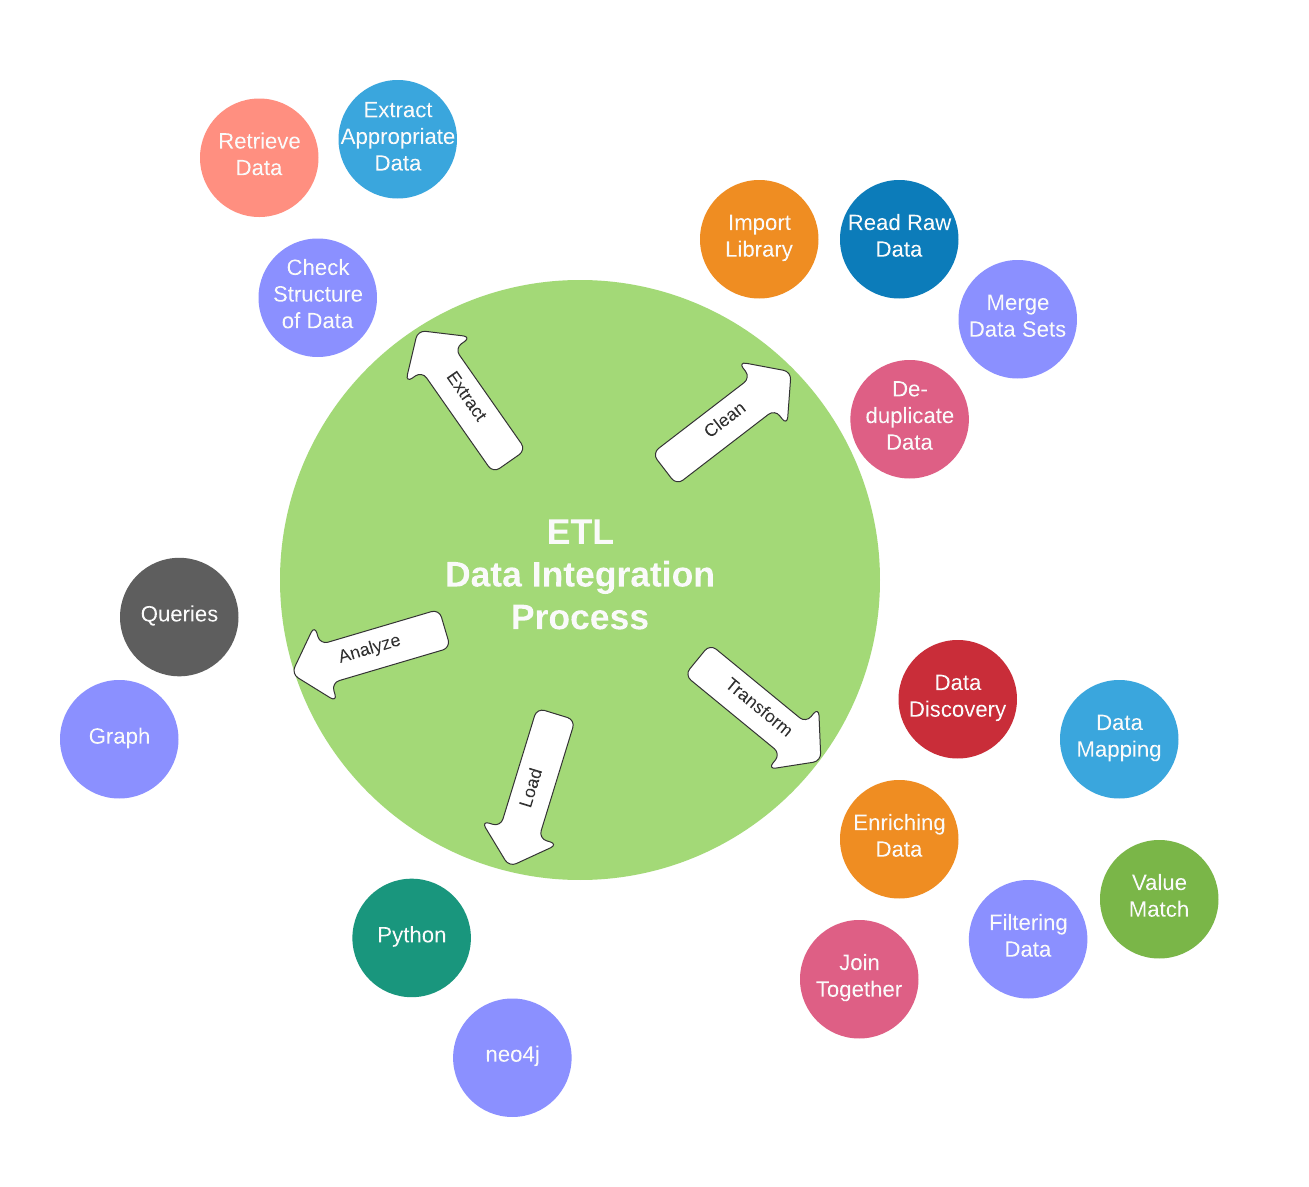 Retrieve
Data
Extract
Appropriate
Data
Check
Structure
of Data
Import
Library
Read Raw
Data
Merge
Data Sets
De-
duplicate
Data
Extract
Clean
ETL
Data Integration
Process
Queries
Graph
Analyze
Load
Transform
Data
Discovery
Data
Mapping
Enriching
Data
Value
Match
Filtering
Data
Join
Together
Python
neo4j